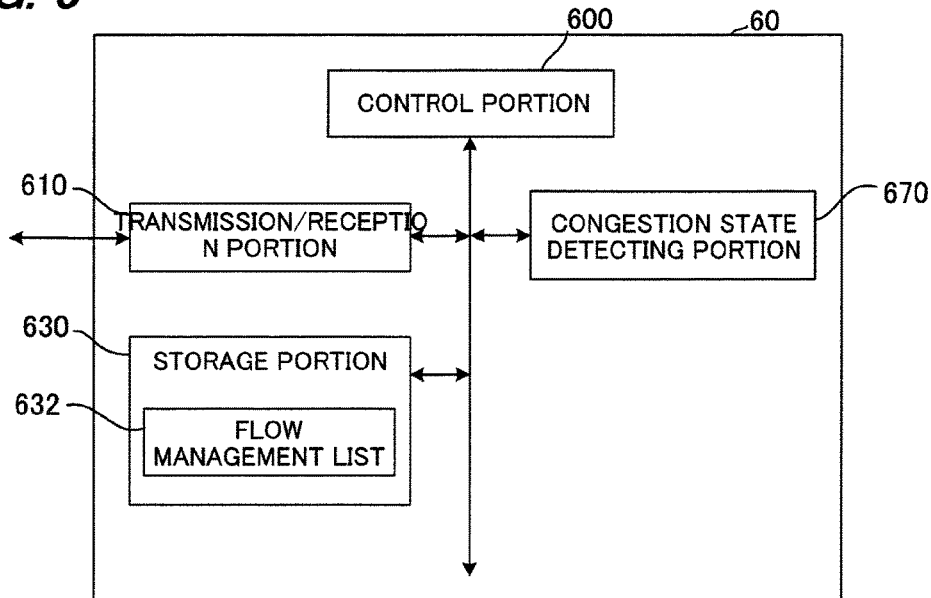 600
60
CONTROL PORTION
610
TRANSMISSION/RECEPTIO
N PORTION
CONGESTION STATE
DETECTING PORTION
670
630
STORAGE PORTION
632
FLOW
MANAGEMENT LIST